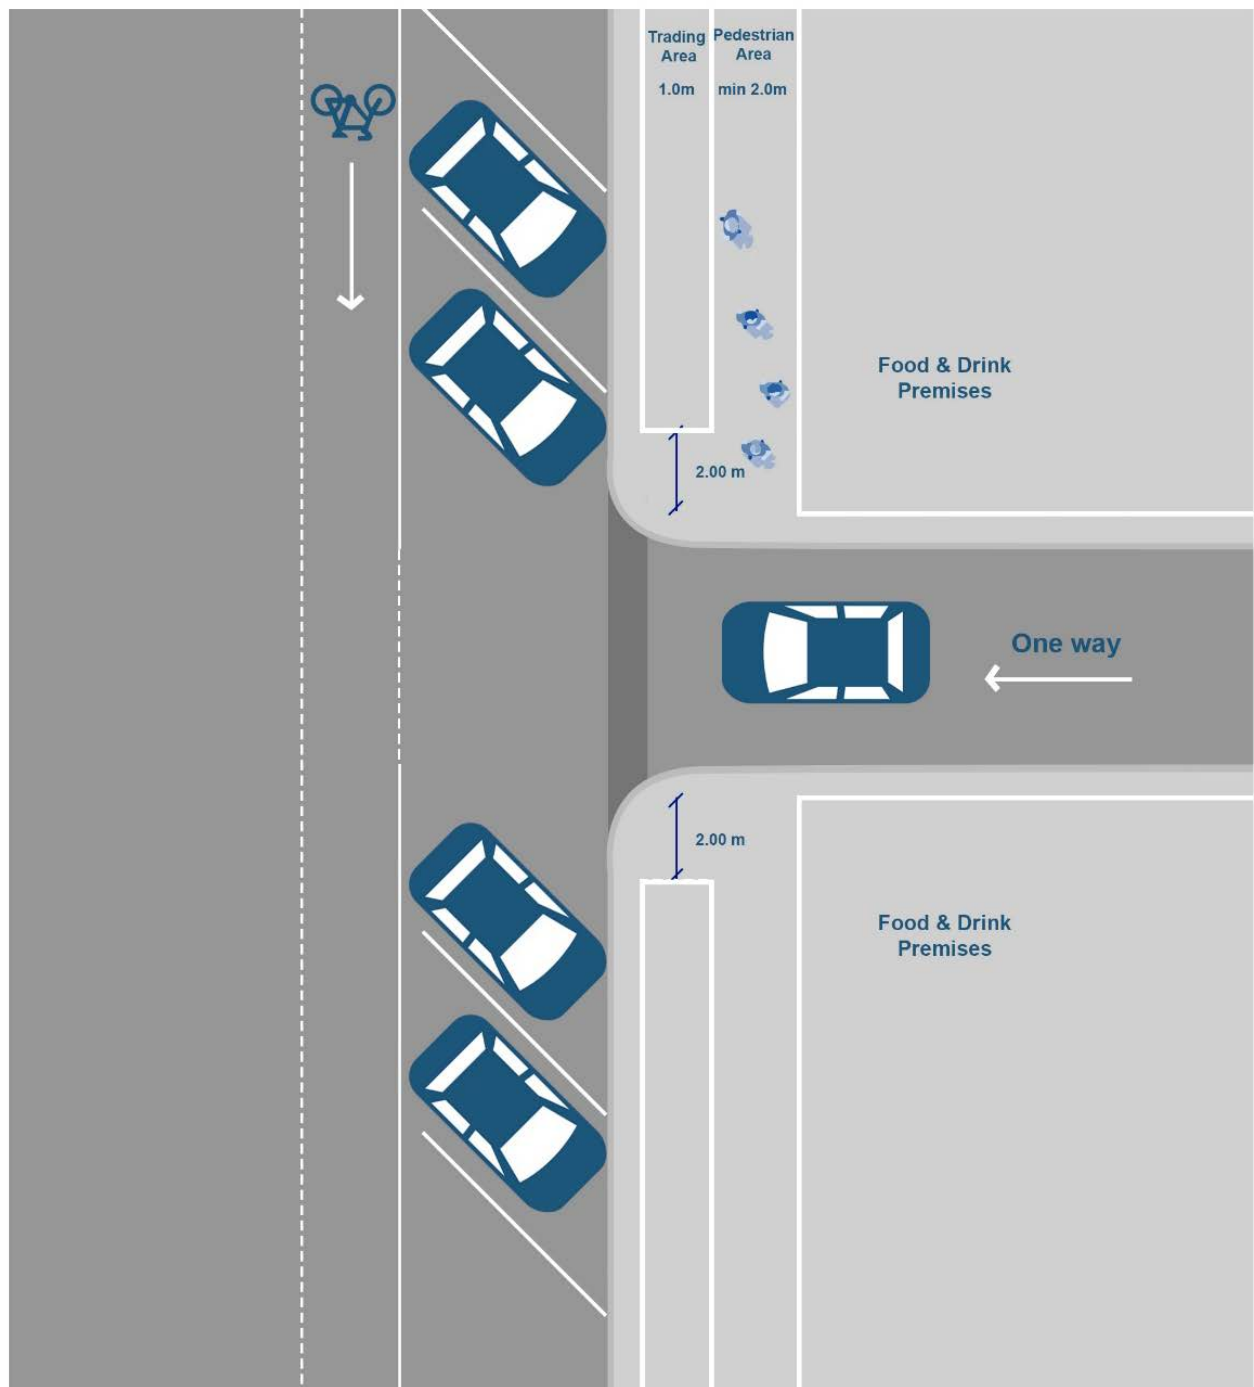 Trading Area
1.0m
Pedestrian Area
min 2.0m
Food & Drink
Premises
2.00 m
One way
2.00 m
Food & Drink
Premises